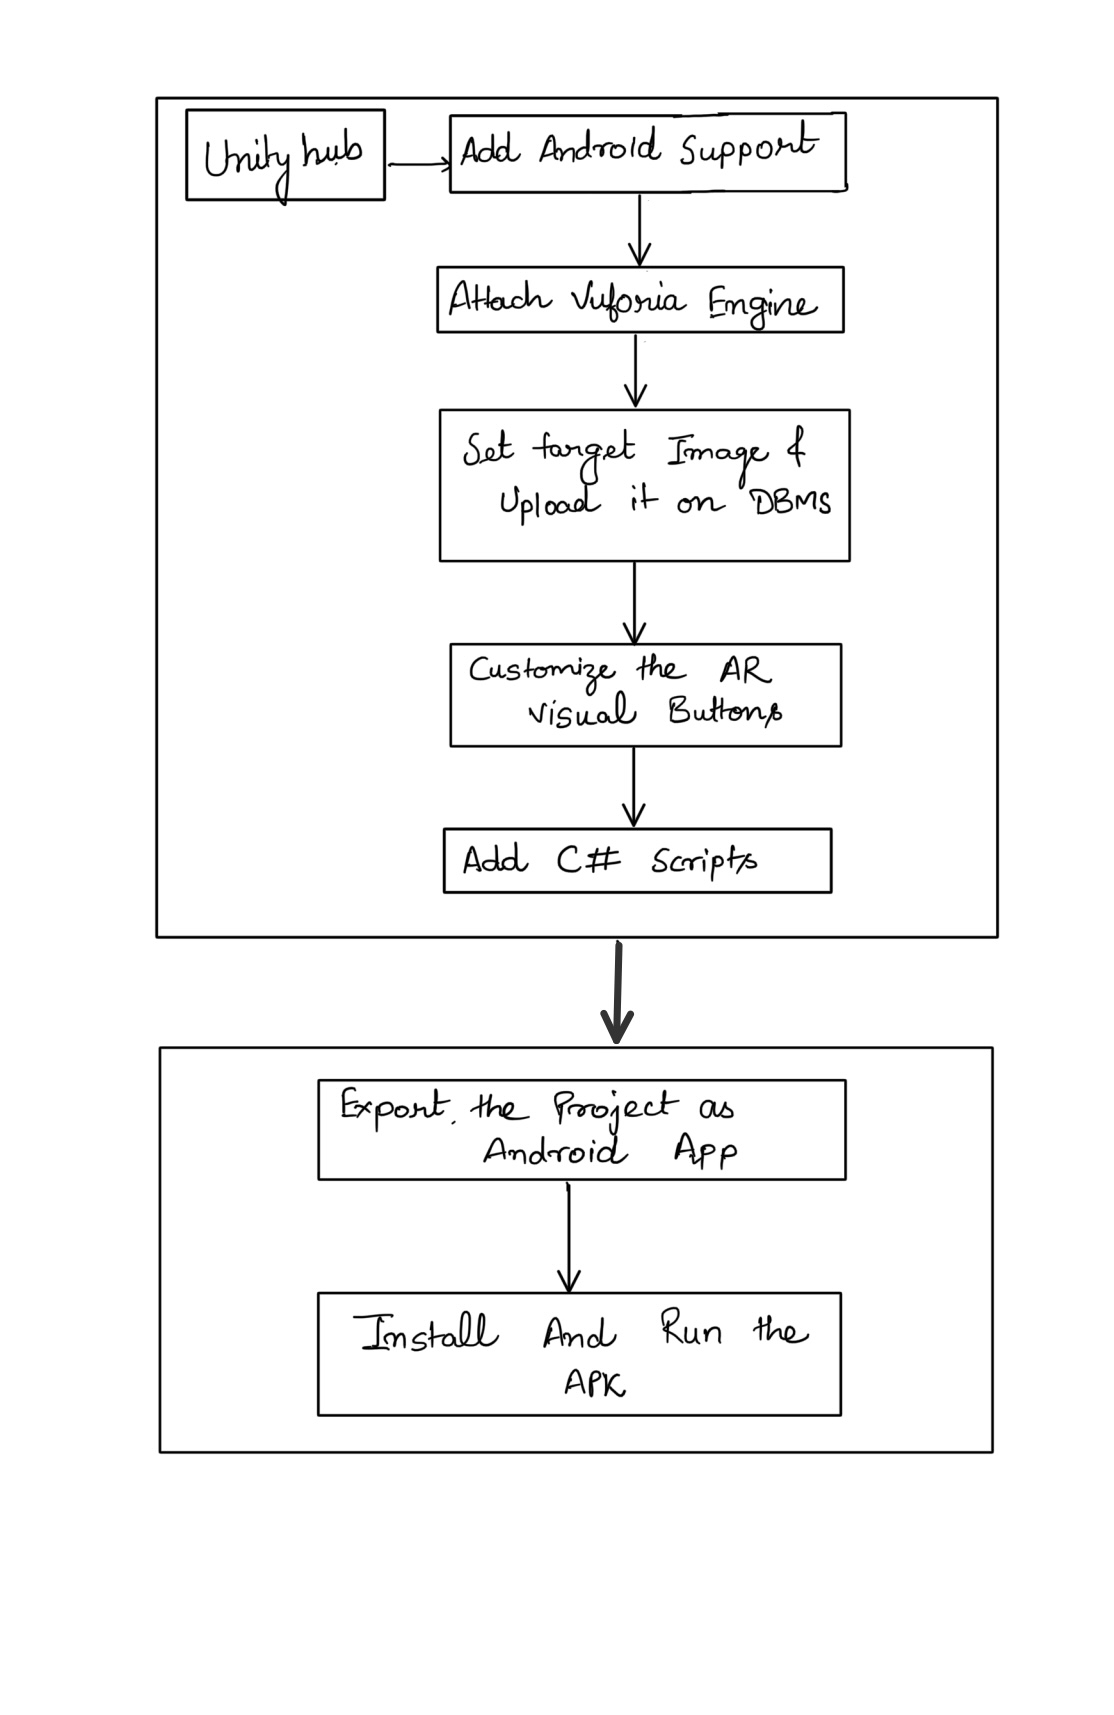 Unity hub
Add Android Support
Attach Vuforia Engine
Set target Image &
Upload it on DBMS
Customize the AR
Visual Buttons
Add C# Scripts
Export the Project as
Android App
Install And Run the
APK